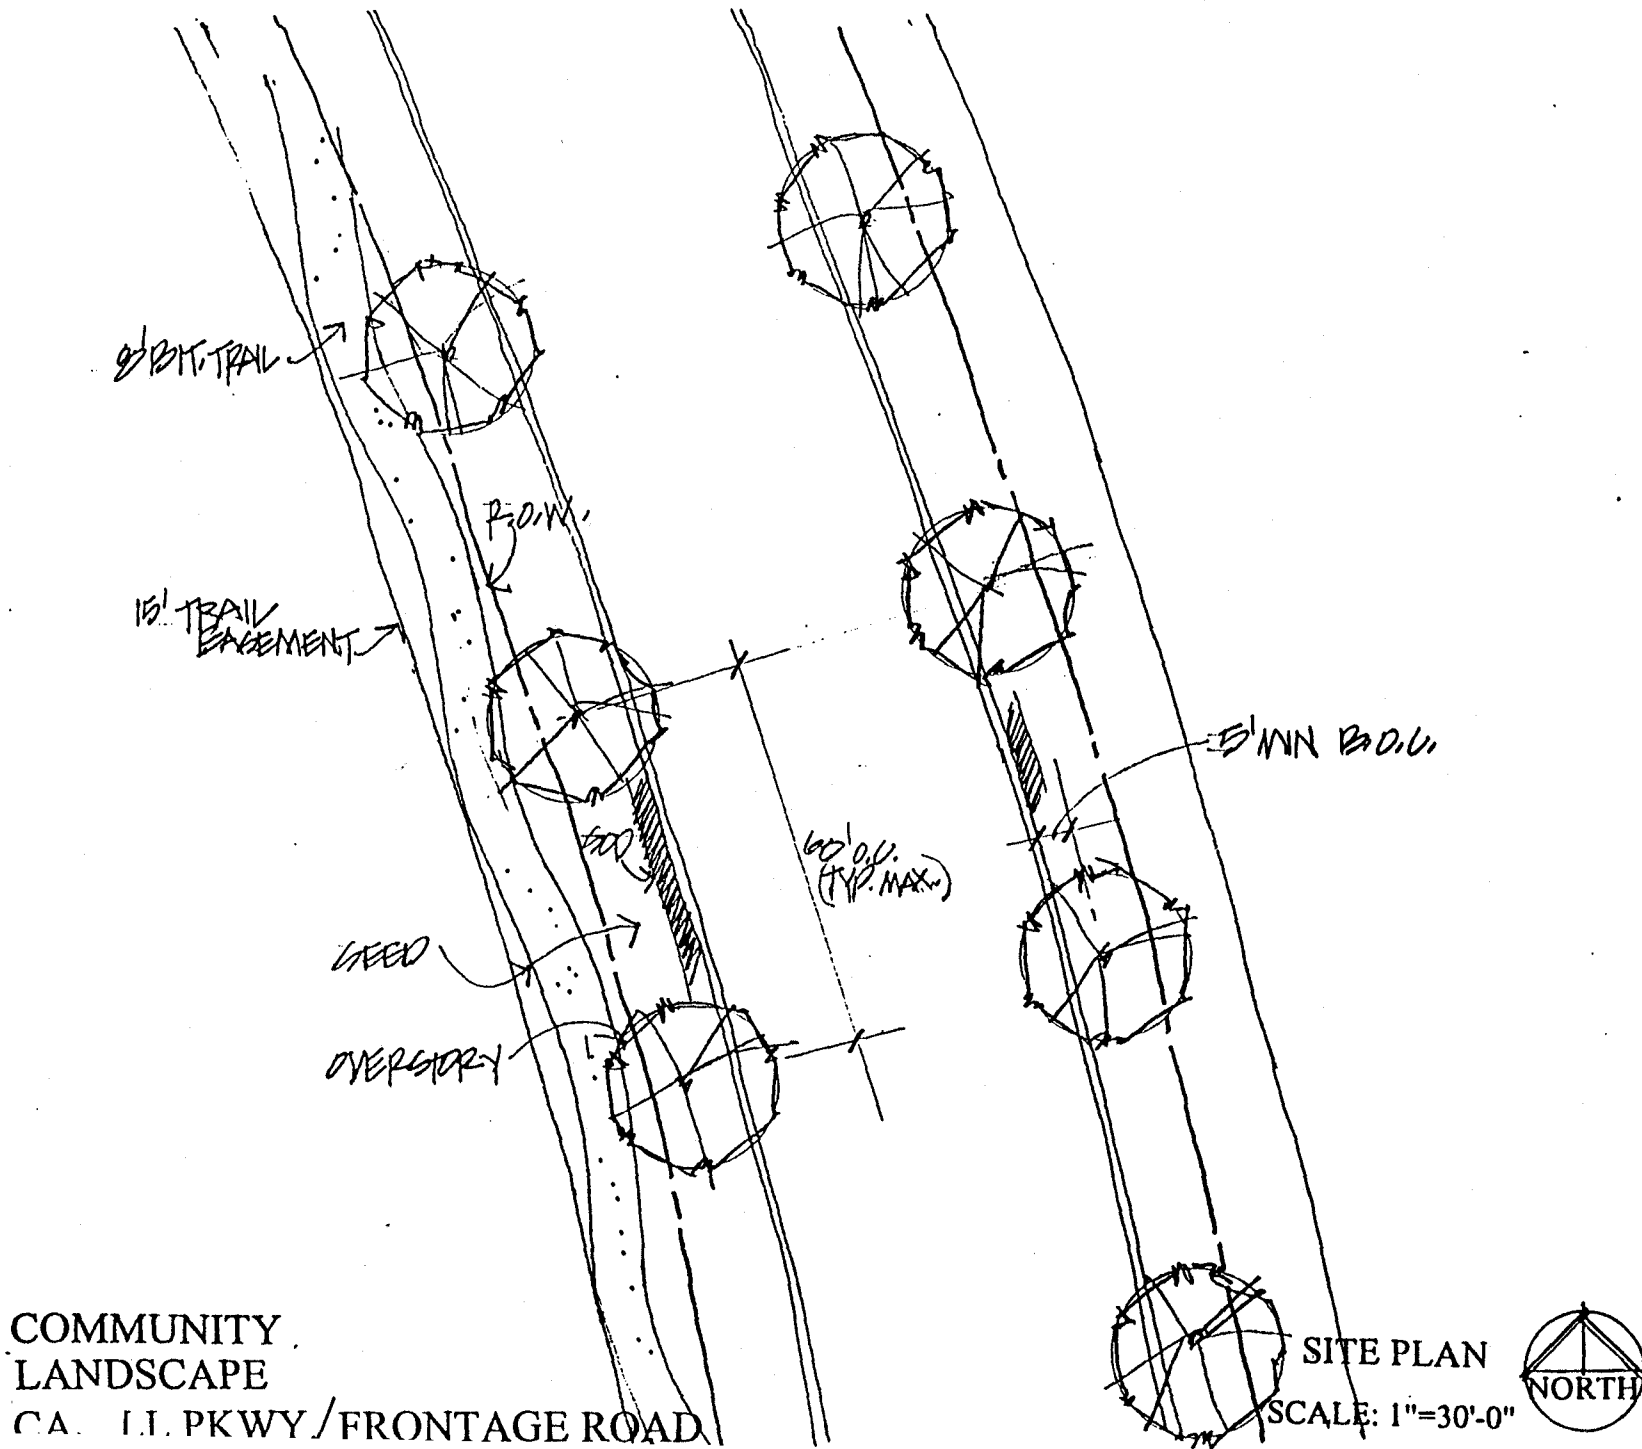 8' BIT. TRAIL
R.O.W.
15' TRAIL
EASEMENT
5' MIN B.O.C.
SOD
60' O.C.
(TYP. MAX.)
SEED
OVERSTORY
COMMUNITY
LANDSCAPE
PKWY./FRONTAGE ROAD
SITE PLAN
SCALE: 1"=30'-0"
NORTH